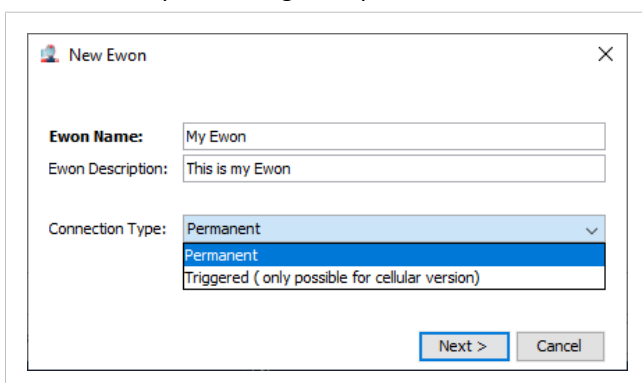 New Ewon
Ewon Name: My Ewon
Ewon Description: This is my Ewon
Connection Type: Permanent
Permanent
Triggered ( only possible for cellular version)
Next > Cancel